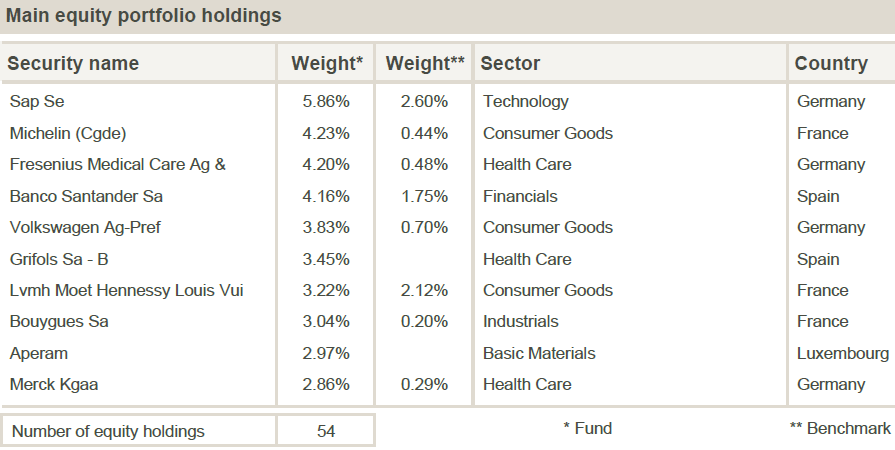 Main equity portfolio holdings
Security name Weight* Weight** Sector Country
Sap Se 5.86% 2.60% Technology Germany
Michelin (Cgde) 4.23% 0.44% Consumer Goods France
Fresenius Medical Care Ag & 4.20% 0.48% Health Care Germany
Banco Santander Sa 4.16% 1.75% Financials Spain
Volkswagen Ag-Pref 3.83% 0.70% Consumer Goods Germany
Grifols Sa - B 3.45% Health Care Spain
Lvmh Moet Hennessy Louis Vui 3.22% 2.12% Consumer Goods France
Bouygues Sa 3.04% 0.20% Industrials France
Aperam 2.97% Basic Materials Luxembourg
Merck Kgaa 2.86% 0.29% Health Care Germany
Number of equity holdings 54 * Fund ** Benchmark